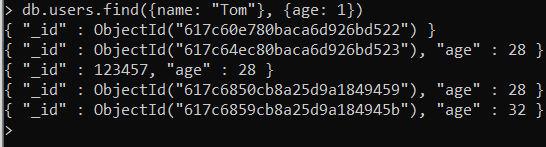 > db.users.find({name: "Tom"}, {age: 1})
{ "_id" : ObjectId("617c60e780baca6d926bd522") }
{ "_id" : ObjectId("617c64ec80baca6d926bd523"), "age" : 28 }
{ "_id" : 123457, "age" : 28 }
{ "_id" : ObjectId("617c6850cb8a25d9a1849459"), "age" : 28 }
{ "_id" : ObjectId("617c6859cb8a25d9a184945b"), "age" : 32 }
>